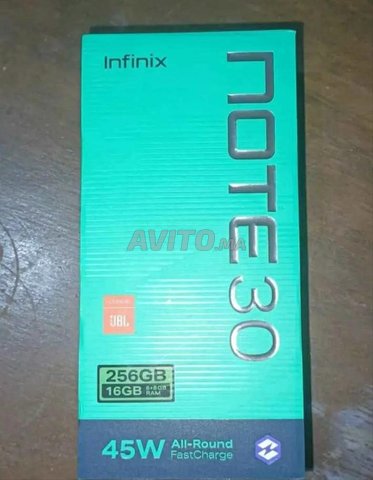 Infinix
NOTE 30
AVITO.MA
JBL
256GB
16GB 8+8GB RAM
45W All-Round FastCharge